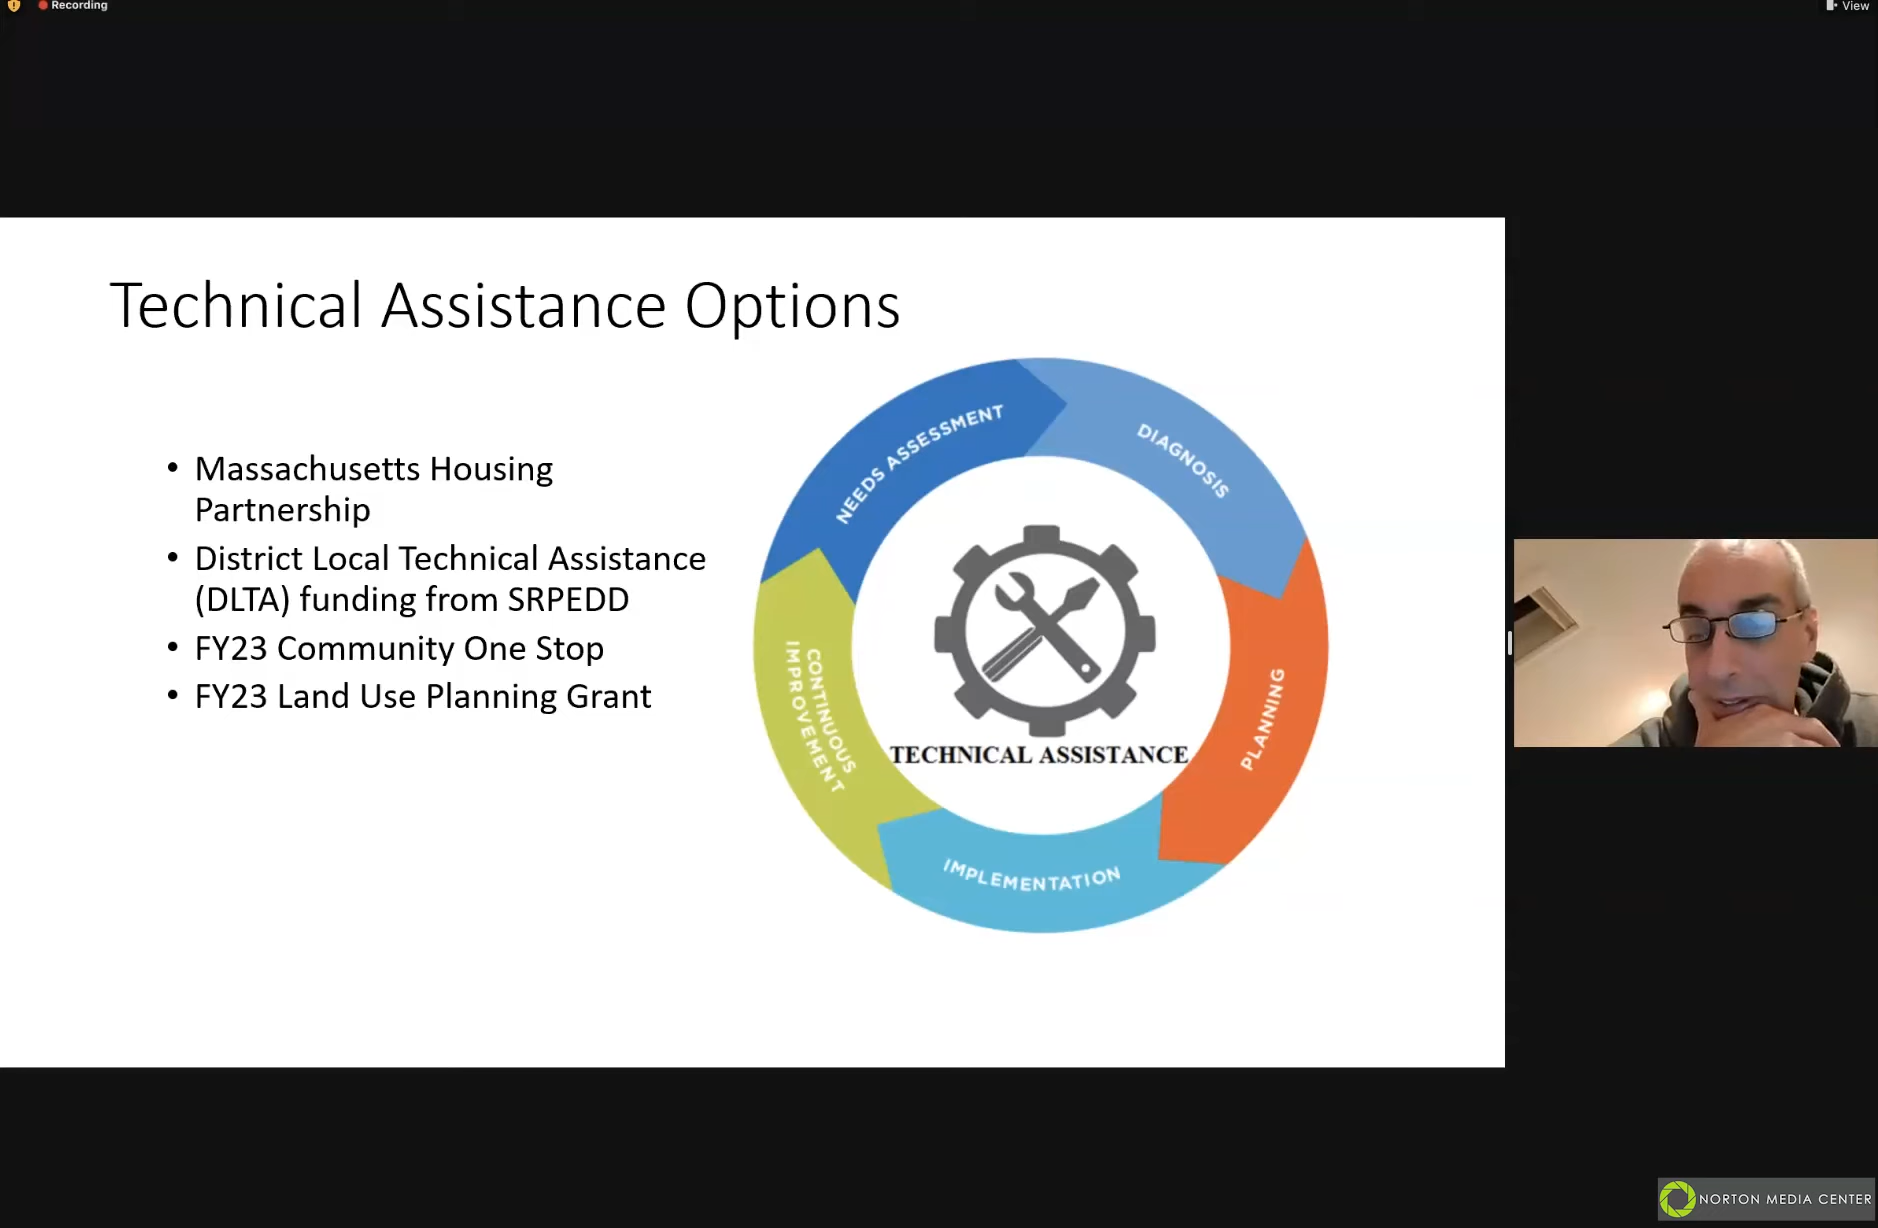 Recording
View
Technical Assistance Options
• Massachusetts Housing
Partnership
• District Local Technical Assistance
(DLTA) funding from SRPEDD
• FY23 Community One Stop
• FY23 Land Use Planning Grant
NEEDS ASSESSMENT
DIAGNOSIS
PLANNING
IMPLEMENTATION
CONTINUOUS
IMPROVEMENT
TECHNICAL ASSISTANCE
NORTON MEDIA CENTER